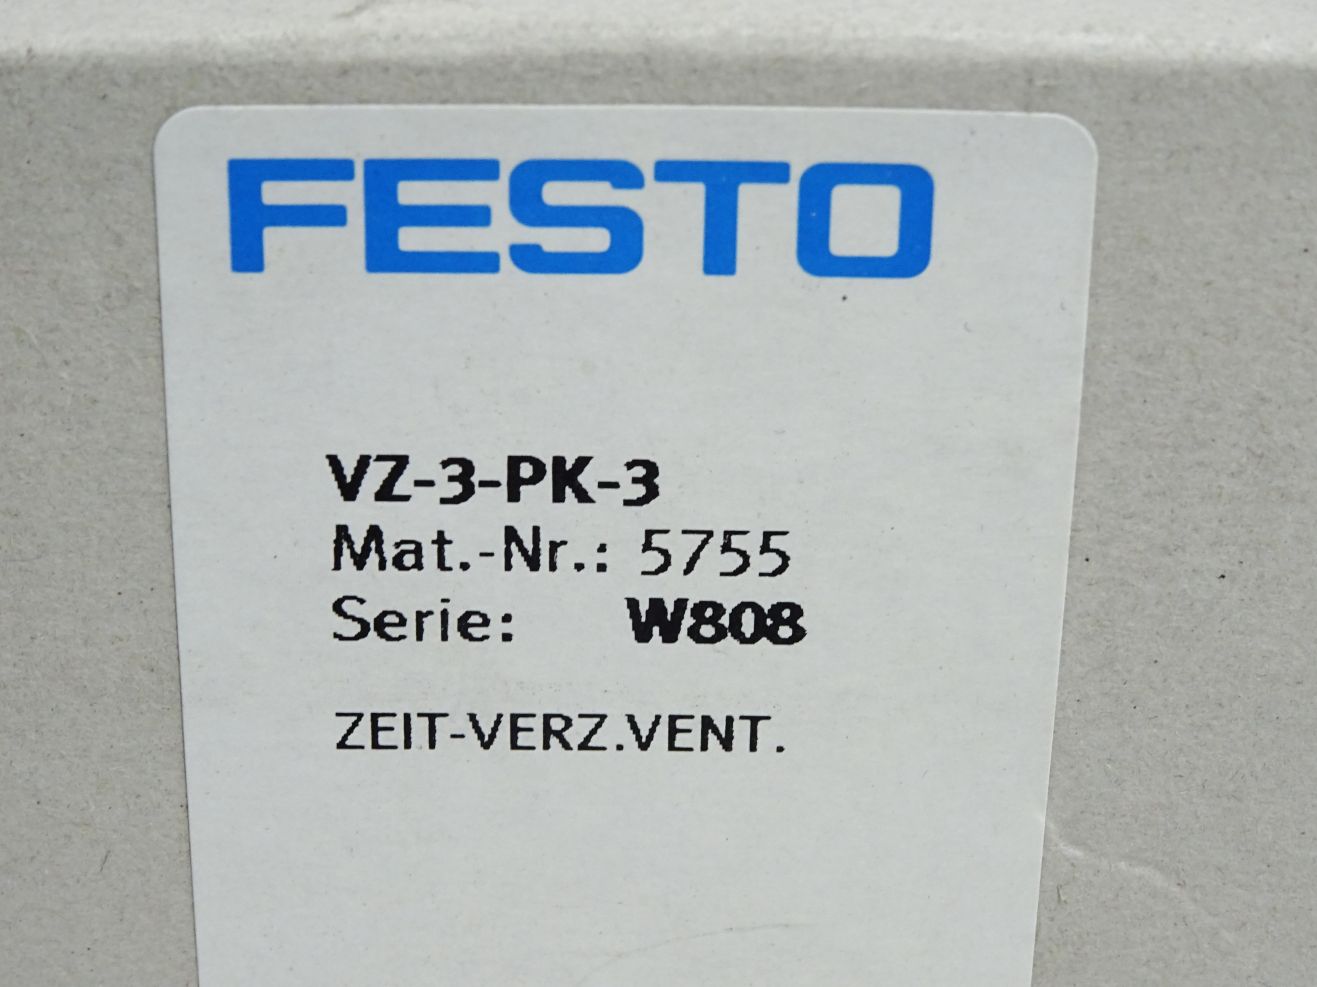 FESTO
VZ-3-PK-3
Mat.-Nr.: 5755
Serie: W808
ZEIT-VERZ.VENT.